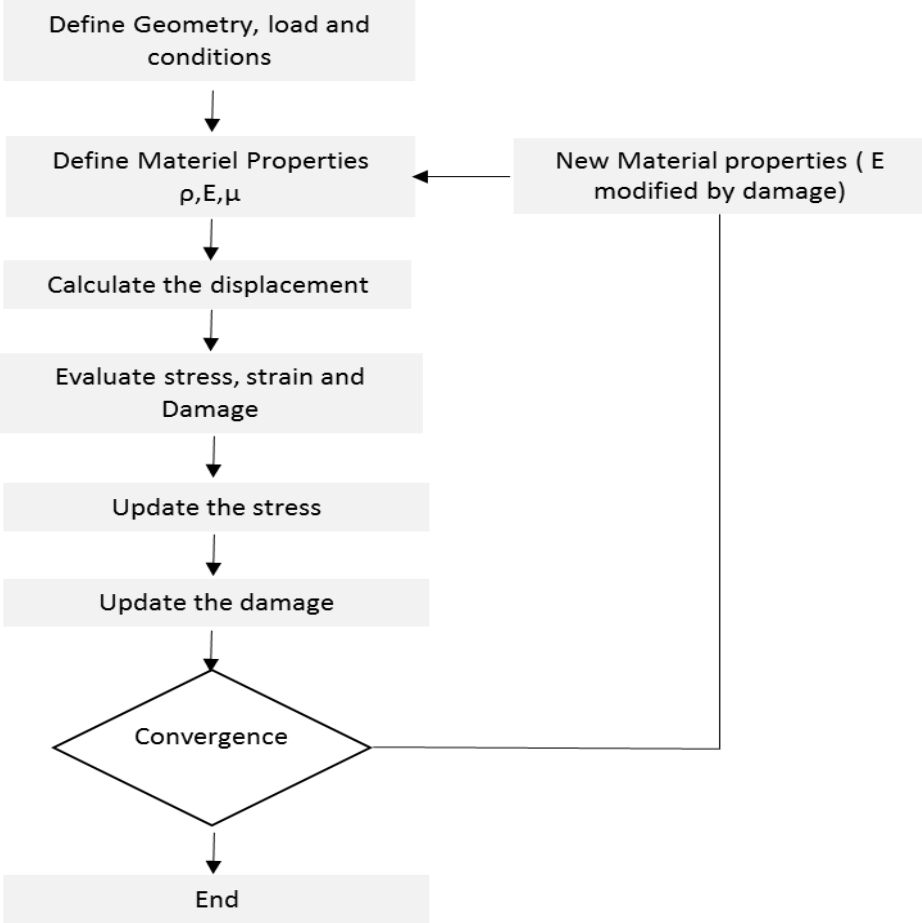 Define Geometry, load and
conditions
Define Materiel Properties
ρ,E,μ
New Material properties ( E
modified by damage)
Calculate the displacement
Evaluate stress, strain and
Damage
Update the stress
Update the damage
Convergence
End